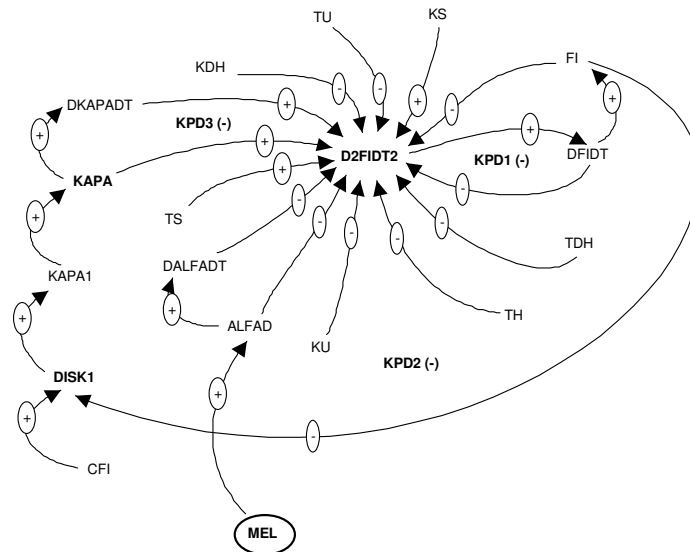 TU
KS
KDH
FI
DKAPADT
KPD3 (-)
D2FIDT2
KPD1 (-)
DFIDT
KAPA
TS
DALFADT
TDH
KAPA1
ALFAD
KU
TH
KPD2 (-)
DISK1
CFI
MEL
+
+
+
+
+
+
+
+
+
+
+
-
-
-
-
-
-
-
-
-
-